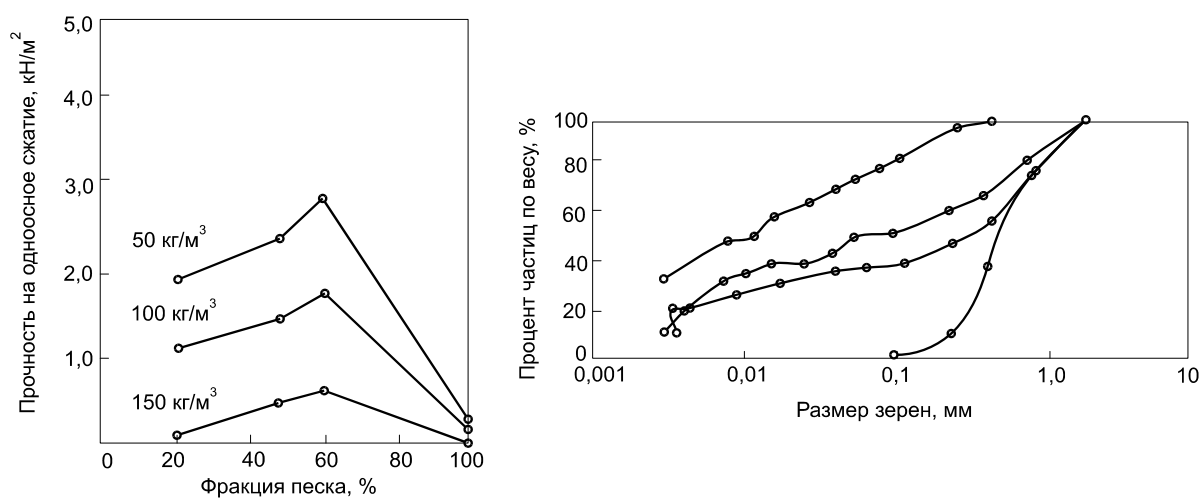 Прочность на одноосное сжатие, кН/м²
5,0
4,0
3,0
2,0
1,0
50 кг/м³
100 кг/м³
150 кг/м³
0 20 40 60 80 100
Фракция песка, %
Процент частиц по весу, %
100
80
60
40
20
0
0,001 0,01 0,1 1,0 10
Размер зерен, мм